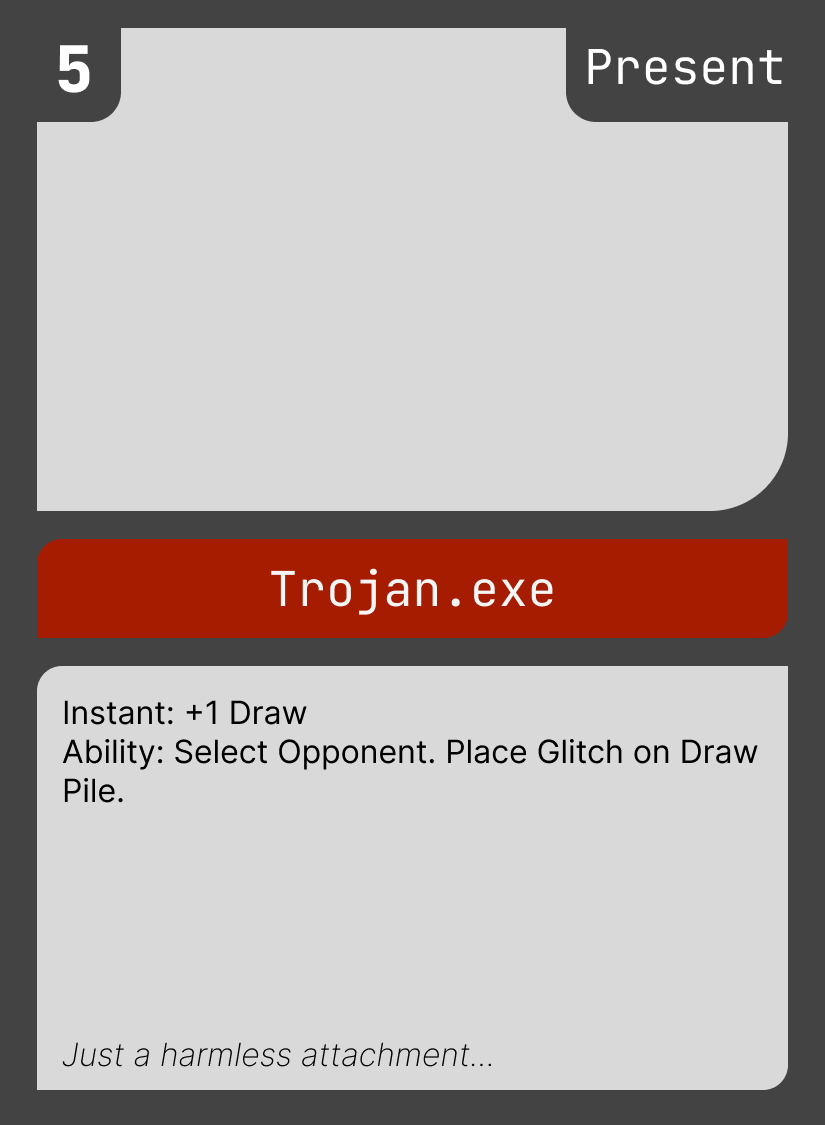 5
Present
Trojan.exe
Instant: +1 Draw
Ability: Select Opponent. Place Glitch on Draw
Pile.
Just a harmless attachment...